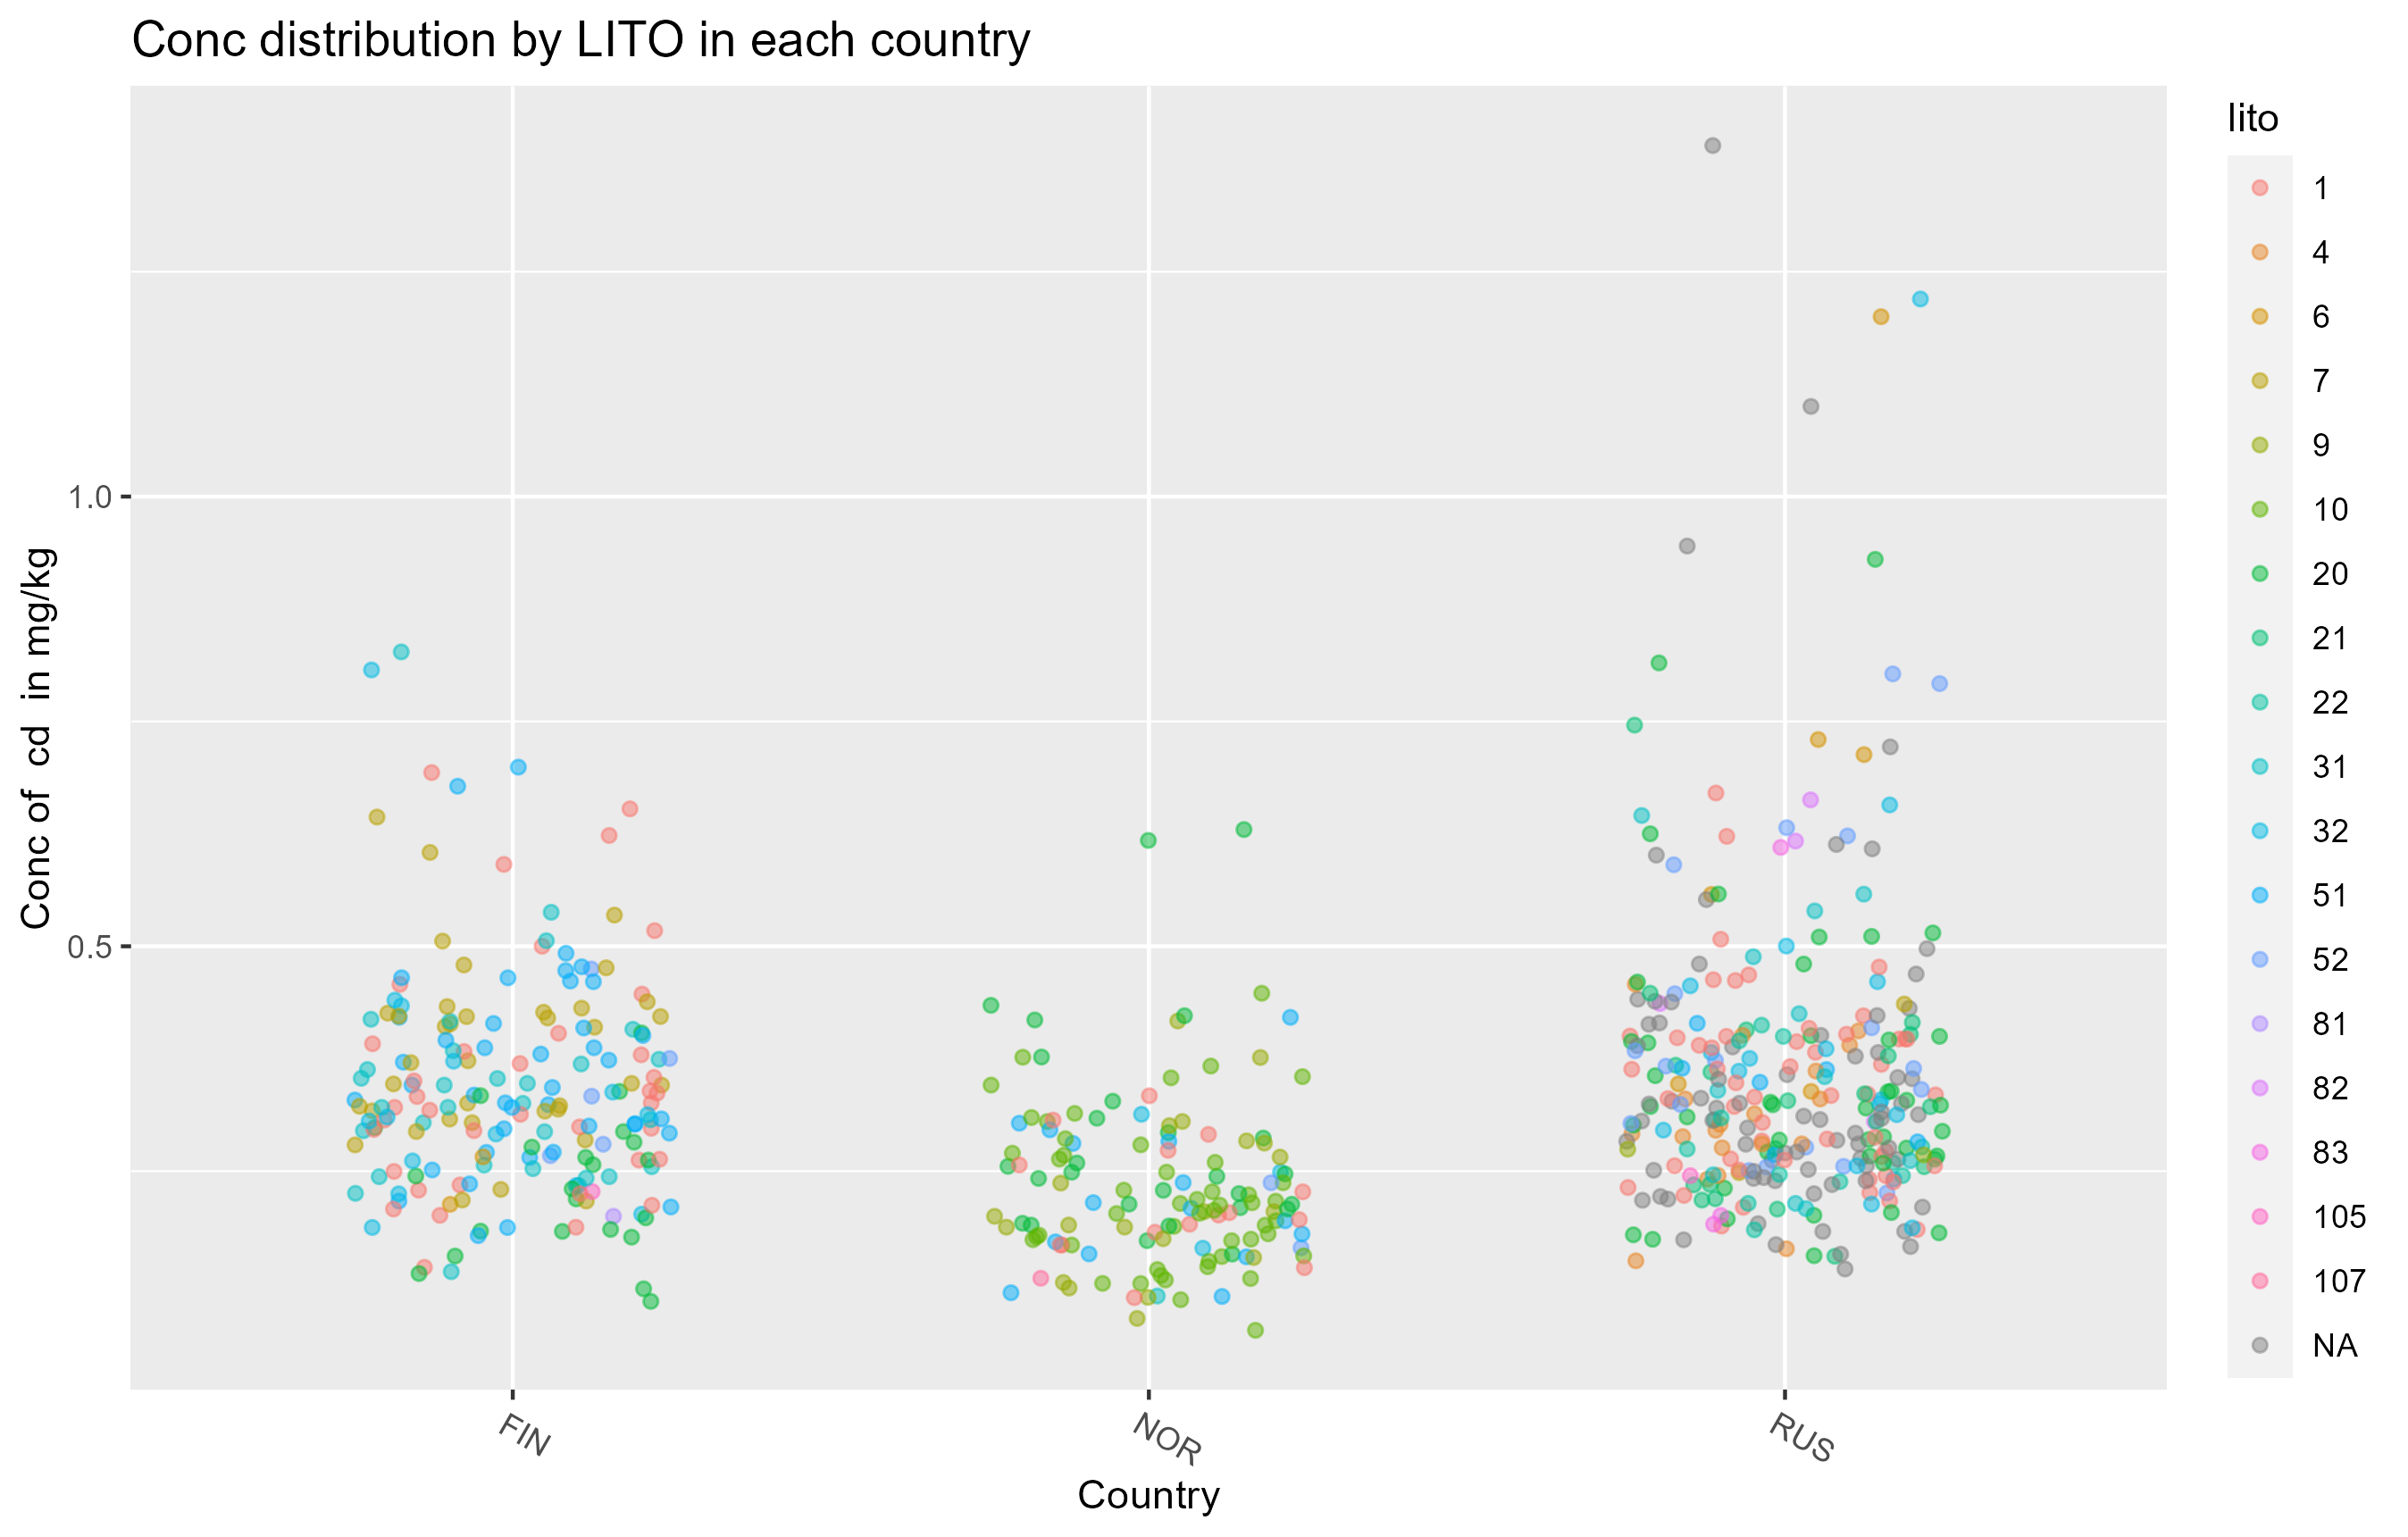 Conc distribution by LITO in each country
Conc of  cd  in mg/kg
1.0
0.5
FIN
NOR
RUS
Country
lito
1
4
6
7
9
10
20
21
22
31
32
51
52
81
82
83
105
107
NA